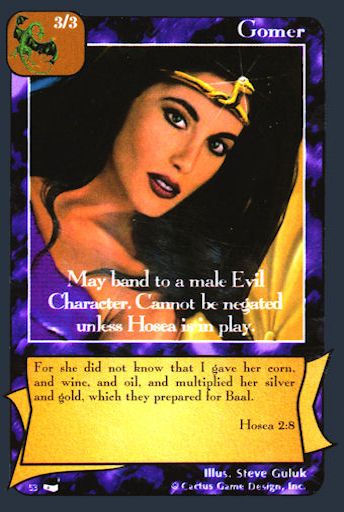 3/3
Gomer
May band to a male Evil
Character. Cannot be negated
unless Hosea is in play.
For she did not know that I gave her corn,
and wine, and oil, and multiplied her silver
and gold, which they prepared for Baal.
Hosea 2:8
Illus. Steve Guluk
53
© Cactus Game Design, Inc.